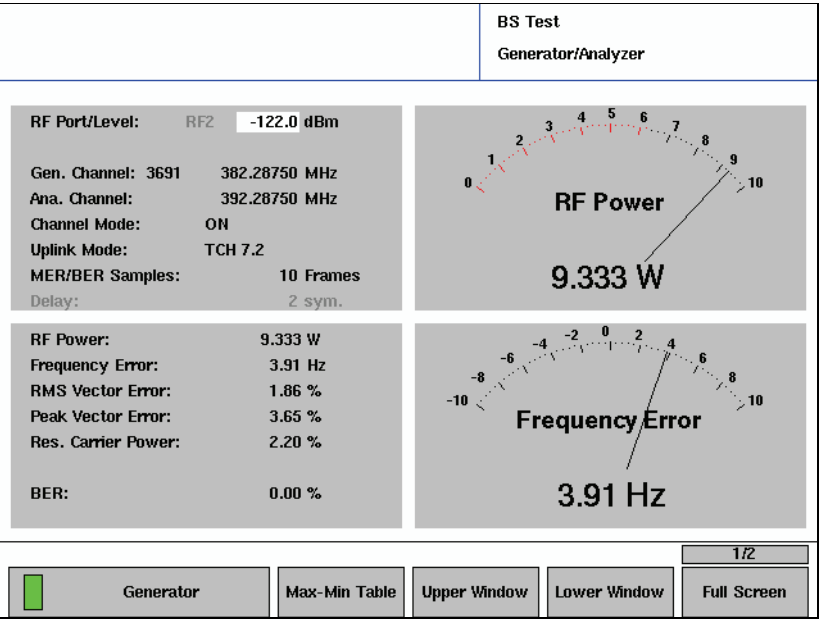 BS Test
Generator/Analyzer
RF Port/Level: RF2 -122.0 dBm
Gen. Channel: 3691 382.28750 MHz
Ana. Channel: 392.28750 MHz
Channel Mode: ON
Uplink Mode: TCH 7.2
MER/BER Samples: 10 Frames
Delay: 2 sym.
0 1 2 3 4 5 6 7 8 9 10
RF Power
9.333 W
RF Power: 9.333 W
Frequency Error: 3.91 Hz
RMS Vector Error: 1.86 %
Peak Vector Error: 3.65 %
Res. Carrier Power: 2.20 %
BER: 0.00 %
-10 -8 -6 -4 -2 0 2 4 6 8 10
Frequency Error
3.91 Hz
1/2
Generator Max-Min Table Upper Window Lower Window Full Screen